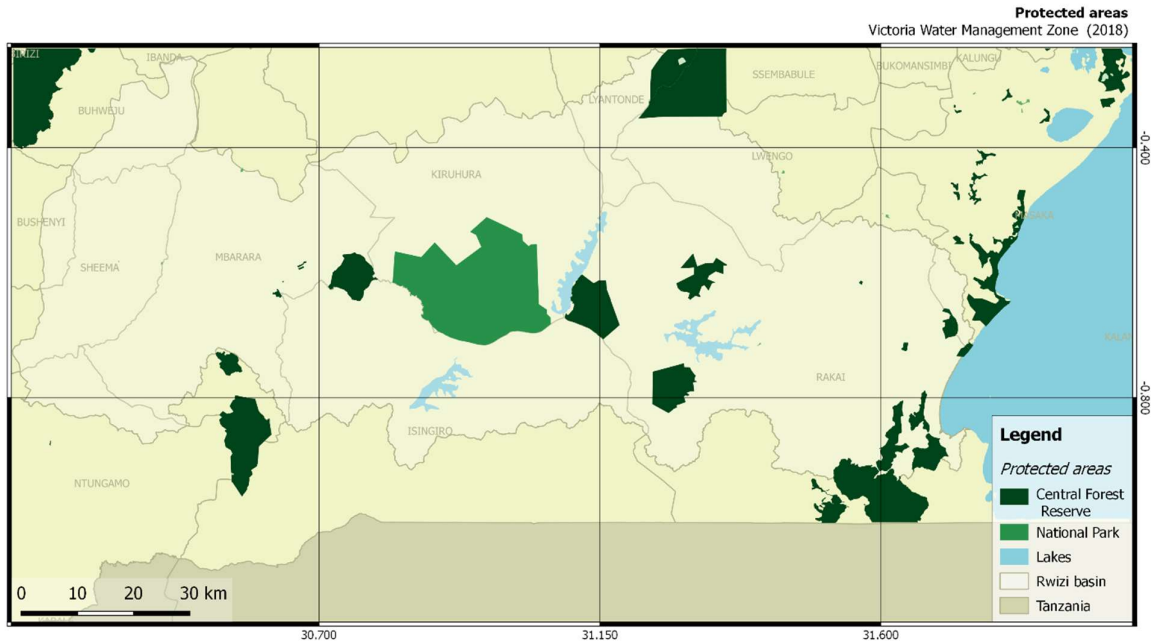 Protected areas
Victoria Water Management Zone (2018)
IBANDA
BUHWEJU
LYANTONDE
SSEMBABULE
BUKOMANSIMBI
KALUNGU
-0.400
KIRUHURA
LWENGO
BUSHENYI
MBARARA
SHEEMA
RAKAI
-0.800
ISINGIRO
NTUNGAMO
Legend
Protected areas
Central Forest
Reserve
National Park
Lakes
Rwizi basin
Tanzania
0 10 20 30 km
30.700 31.150 31.600